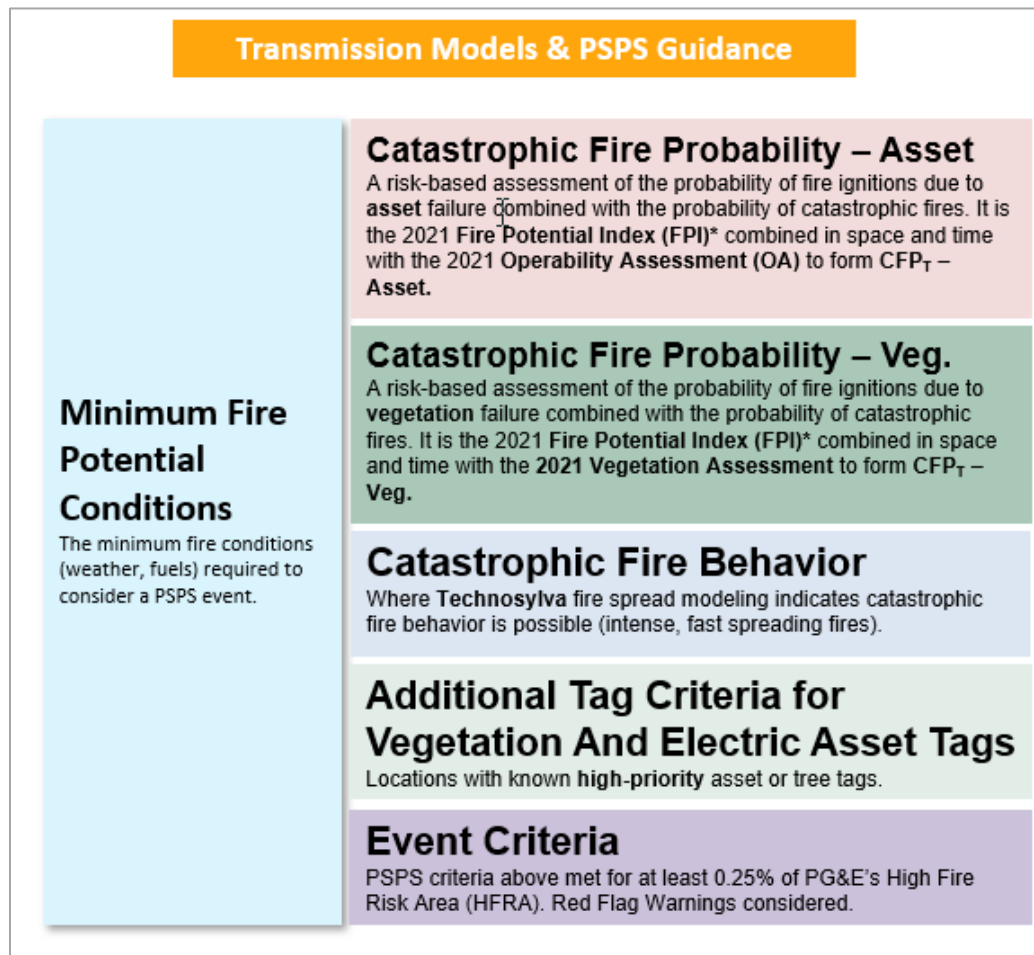 Transmission Models & PSPS Guidance
Minimum Fire
Potential
Conditions
The minimum fire conditions
(weather, fuels) required to
consider a PSPS event.
Catastrophic Fire Probability – Asset
A risk-based assessment of the probability of fire ignitions due to
asset failure combined with the probability of catastrophic fires. It is
the 2021 Fire Potential Index (FPI)* combined in space and time
with the 2021 Operability Assessment (OA) to form CFPT –
Asset.
Catastrophic Fire Probability – Veg.
A risk-based assessment of the probability of fire ignitions due to
vegetation failure combined with the probability of catastrophic
fires. It is the 2021 Fire Potential Index (FPI)* combined in space
and time with the 2021 Vegetation Assessment to form CFPT –
Veg.
Catastrophic Fire Behavior
Where Technosylva fire spread modeling indicates catastrophic
fire behavior is possible (intense, fast spreading fires).
Additional Tag Criteria for
Vegetation And Electric Asset Tags
Locations with known high-priority asset or tree tags.
Event Criteria
PSPS criteria above met for at least 0.25% of PG&E's High Fire
Risk Area (HFRA). Red Flag Warnings considered.